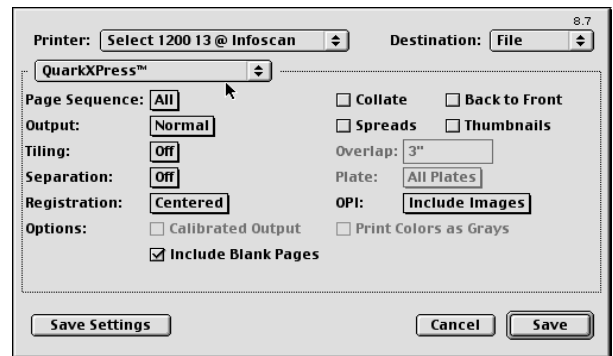 8.7
Printer: Select 1200 13 @ Infoscan Destination: File
QuarkXPress™
Page Sequence: All Collate Back to Front
Output: Normal Spreads Thumbnails
Tiling: Off Overlap: 3"
Separation: Off Plate: All Plates
Registration: Centered OPI: Include Images
Options: Calibrated Output Print Colors as Grays
Include Blank Pages
Save Settings Cancel Save